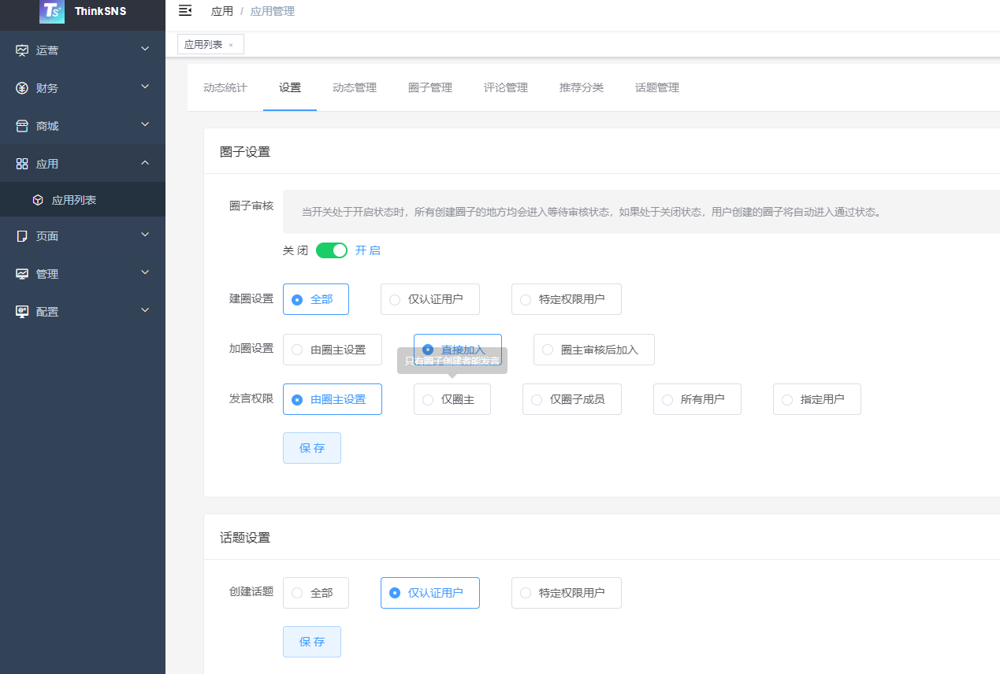 ThinkSNS
应用 / 应用管理
应用列表 ×
运营
财务
商城
应用
应用列表
页面
管理
配置
动态统计 设置 动态管理 圈子管理 评论管理 推荐分类 话题管理
圈子设置
圈子审核 当开关处于开启状态时，所有创建圈子的地方均会进入等待审核状态，如果处于关闭状态，用户创建的圈子将自动进入通过状态。
关 闭 开 启
建圈设置 全部 仅认证用户 特定权限用户
加圈设置 由圈主设置 直接加入 圈主审核后加入
只有圈子创建者能发言
发言权限 由圈主设置 仅圈主 仅圈子成员 所有用户 指定用户
保 存
话题设置
创建话题 全部 仅认证用户 特定权限用户
保 存